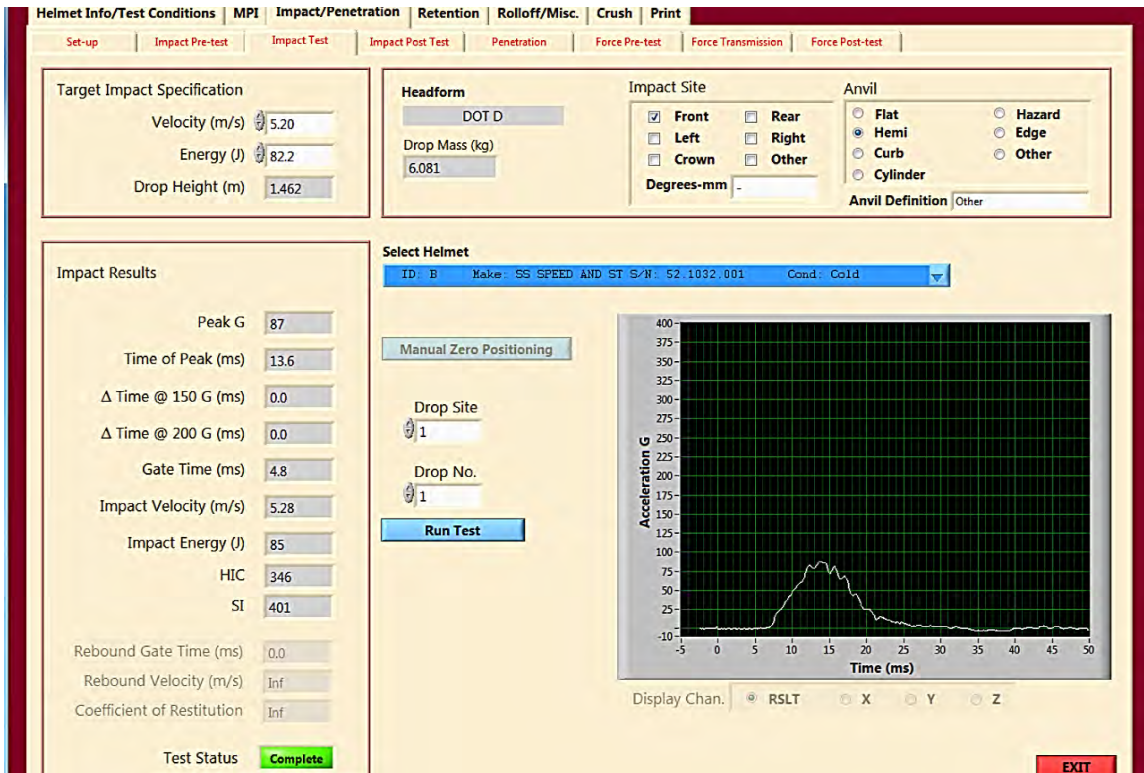 Helmet Info/Test Conditions MPI Impact/Penetration Retention Rolloff/Misc. Crush Print
Set-up Impact Pre-test Impact Test Impact Post Test Penetration Force Pre-test Force Transmission Force Post-test
Target Impact Specification
Velocity (m/s) 5.20
Energy (J) 82.2
Drop Height (m) 1.462
Headform
DOT D
Drop Mass (kg)
6.081
Impact Site
Front Rear
Left Right
Crown Other
Degrees-mm -
Anvil
Flat Hazard
Hemi Edge
Curb Other
Cylinder
Anvil Definition Other
Impact Results
Peak G 87
Time of Peak (ms) 13.6
Δ Time @ 150 G (ms) 0.0
Δ Time @ 200 G (ms) 0.0
Gate Time (ms) 4.8
Impact Velocity (m/s) 5.28
Impact Energy (J) 85
HIC 346
SI 401
Rebound Gate Time (ms) 0.0
Rebound Velocity (m/s) Inf
Coefficient of Restitution Inf
Test Status Complete
Select Helmet
ID: B Make: SS SPEED AND ST S/N: 52.1032.001 Cond: Cold
Manual Zero Positioning
Drop Site
1
Drop No.
1
Run Test
Acceleration G
400-
375-
350-
325-
300-
275-
250-
225-
200-
175-
150-
125-
100-
75-
50-
25-
-10-
-5 0 5 10 15 20 25 30 35 40 45 50
Time (ms)
Display Chan. RSLT X Y Z
EXIT